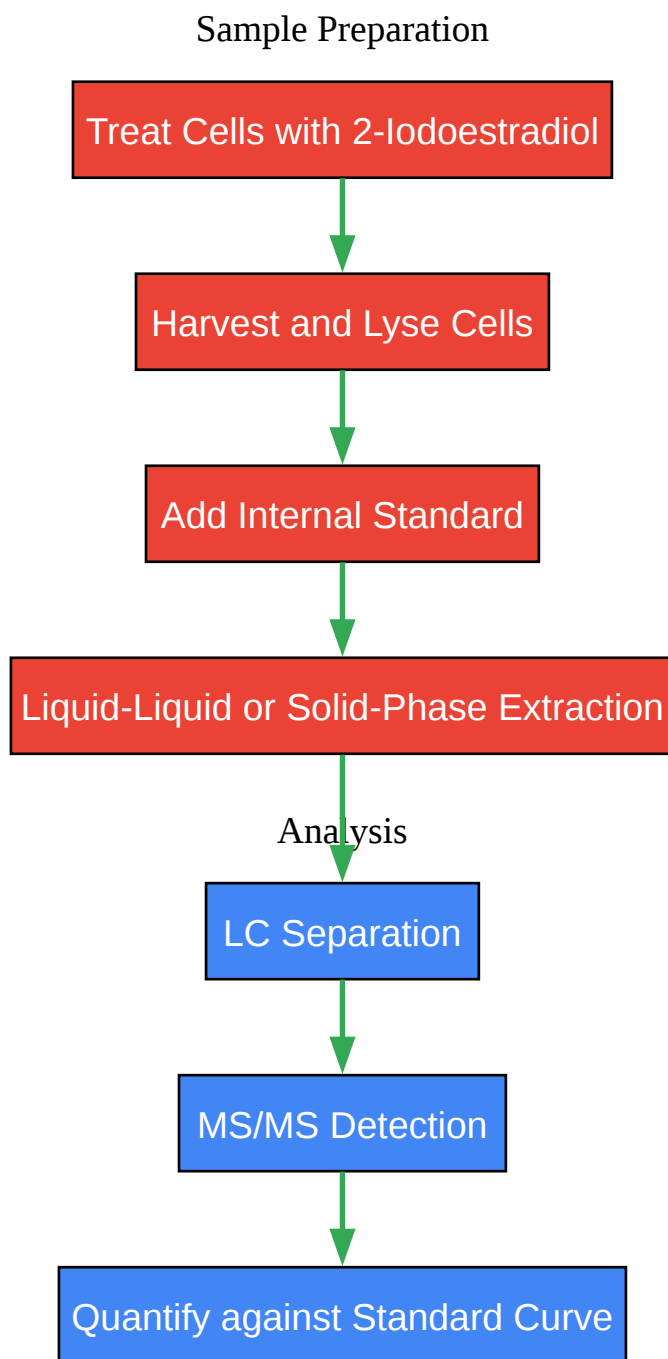 Sample Preparation
Treat Cells with 2-Iodoestradiol
Harvest and Lyse Cells
Add Internal Standard
Liquid-Liquid or Solid-Phase Extraction
Analysis
LC Separation
MS/MS Detection
Quantify against Standard Curve